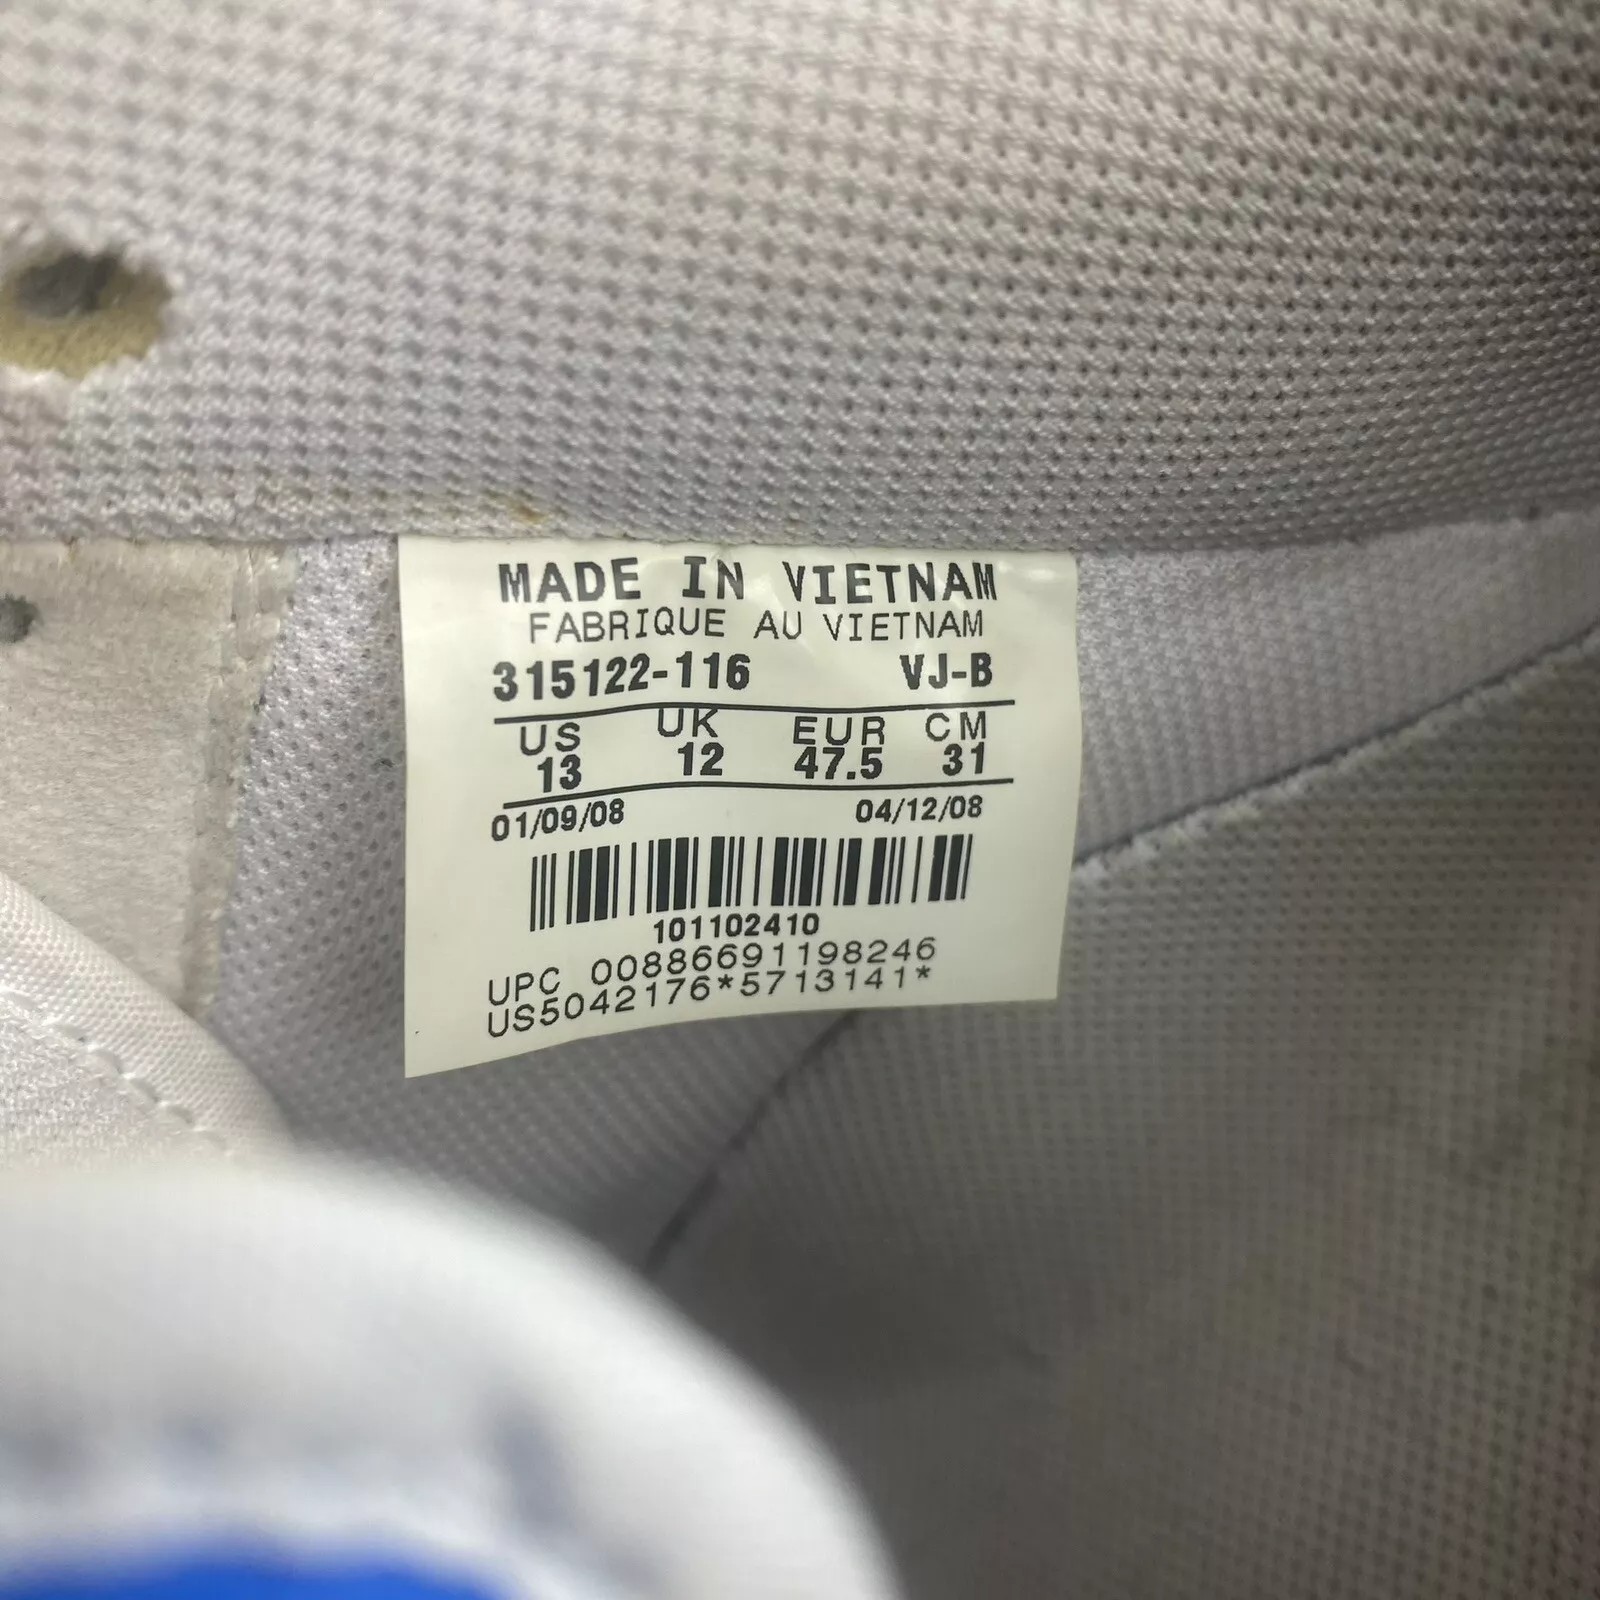 MADE IN VIETNAM
FABRIQUE AU VIETNAM
315122-116 VJ-B
US UK EUR CM
13 12 47.5 31
01/09/08 04/12/08
101102410
UPC 00886691198246
US5042176*5713141*